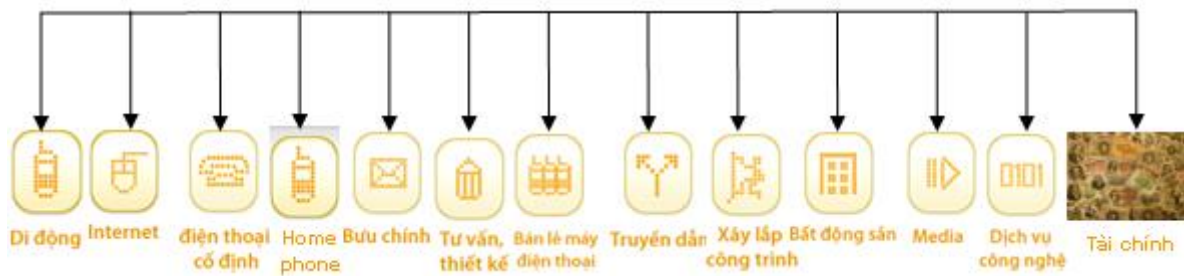 Di động
Internet
điện thoại
cố định
Home
phone
Bưu chính
Tư vấn,
thiết kế
Bán lẻ máy
điện thoại
Truyền dẫn
Xây lắp
công trình
Bất động sản
Media
0101
Dịch vụ
công nghệ
Tài chính